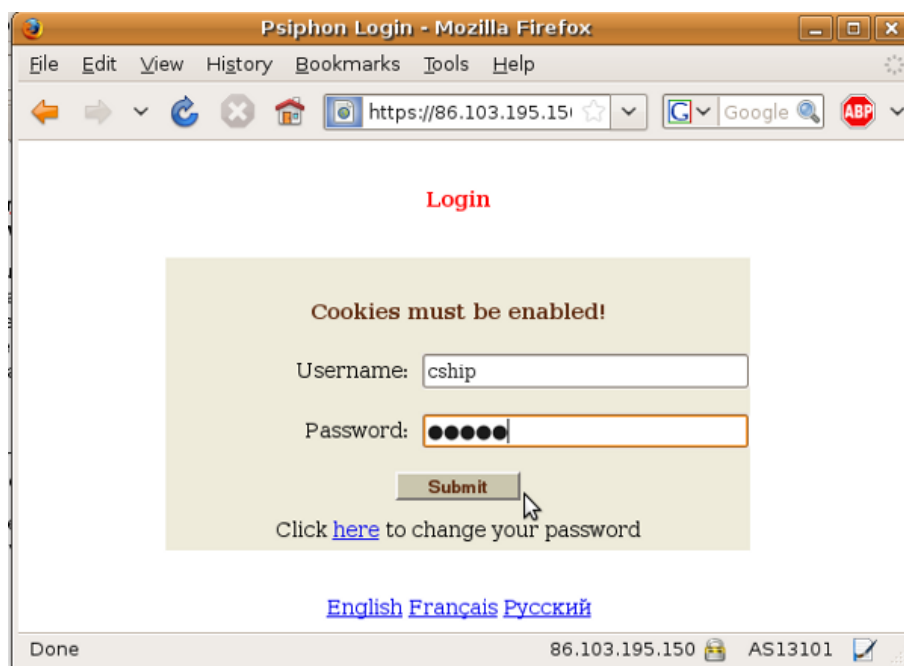 Psiphon Login - Mozilla Firefox
File Edit View History Bookmarks Tools Help
https://86.103.195.15 G Google ABP
Login
Cookies must be enabled!
Username: cship
Password: ●●●●●
Submit
Click here to change your password
English Français Русский
Done 86.103.195.150 AS13101